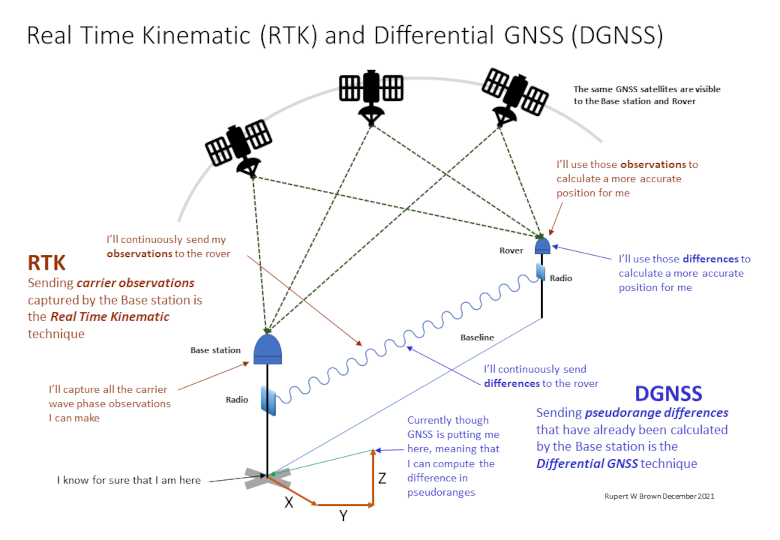 Real Time Kinematic (RTK) and Differential GNSS (DGNSS)
The same GNSS satellites are visible
to the Base station and Rover
I'll use those observations to
calculate a more accurate
position for me
I'll continuously send my
observations to the rover
Rover
I'll use those differences to
calculate a more accurate
position for me
RTK
Sending carrier observations
captured by the Base station is
the Real Time Kinematic
technique
Radio
Baseline
Base station
I'll continuously send
differences to the rover
I'll capture all the carrier
wave phase observations
I can make
Radio
DGNSS
Sending pseudorange differences
that have already been calculated
by the Base station is the
Differential GNSS technique
Currently though
GNSS is putting me
here, meaning that
I can compute the
difference in
pseudoranges
I know for sure that I am here
X
Y
Z
Rupert W Brown December 2021